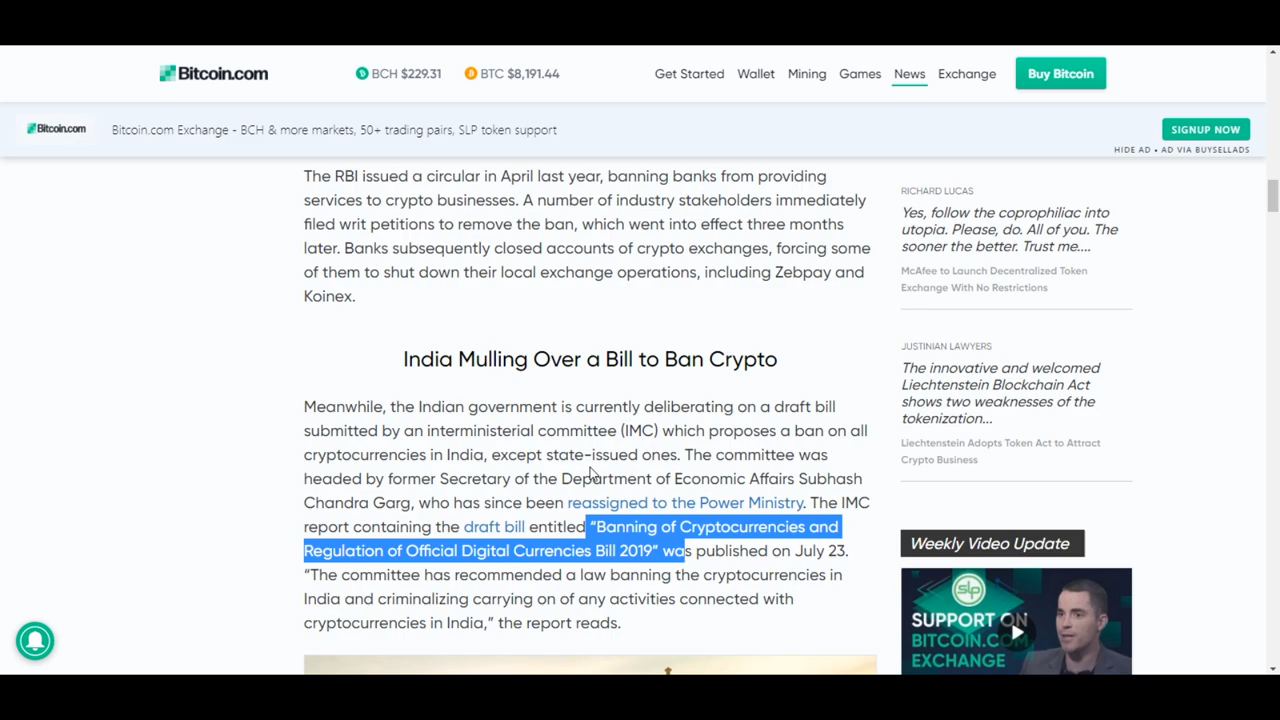 Bitcoin.com
BCH $229.31
BTC $8,191.44
Get Started
Wallet
Mining
Games
News
Exchange
Buy Bitcoin
Bitcoin.com
Bitcoin.com Exchange - BCH & more markets, 50+ trading pairs, SLP token support
SIGNUP NOW
HIDE AD • AD VIA BUYSELLADS
The RBI issued a circular in April last year, banning banks from providing
services to crypto businesses. A number of industry stakeholders immediately
filed writ petitions to remove the ban, which went into effect three months
later. Banks subsequently closed accounts of crypto exchanges, forcing some
of them to shut down their local exchange operations, including Zebpay and
Koinex.
India Mulling Over a Bill to Ban Crypto
Meanwhile, the Indian government is currently deliberating on a draft bill
submitted by an interministerial committee (IMC) which proposes a ban on all
cryptocurrencies in India, except state-issued ones. The committee was
headed by former Secretary of the Department of Economic Affairs Subhash
Chandra Garg, who has since been reassigned to the Power Ministry. The IMC
report containing the draft bill entitled “Banning of Cryptocurrencies and
Regulation of Official Digital Currencies Bill 2019” was published on July 23.
“The committee has recommended a law banning the cryptocurrencies in
India and criminalizing carrying on of any activities connected with
cryptocurrencies in India,” the report reads.
RICHARD LUCAS
Yes, follow the coprophiliac into
utopia. Please, do. All of you. The
sooner the better. Trust me....
McAfee to Launch Decentralized Token
Exchange With No Restrictions
JUSTINIAN LAWYERS
The innovative and welcomed
Liechtenstein Blockchain Act
shows two weaknesses of the
tokenization...
Liechtenstein Adopts Token Act to Attract
Crypto Business
Weekly Video Update
slp
SUPPORT ON
BITCOIN.COM
EXCHANGE